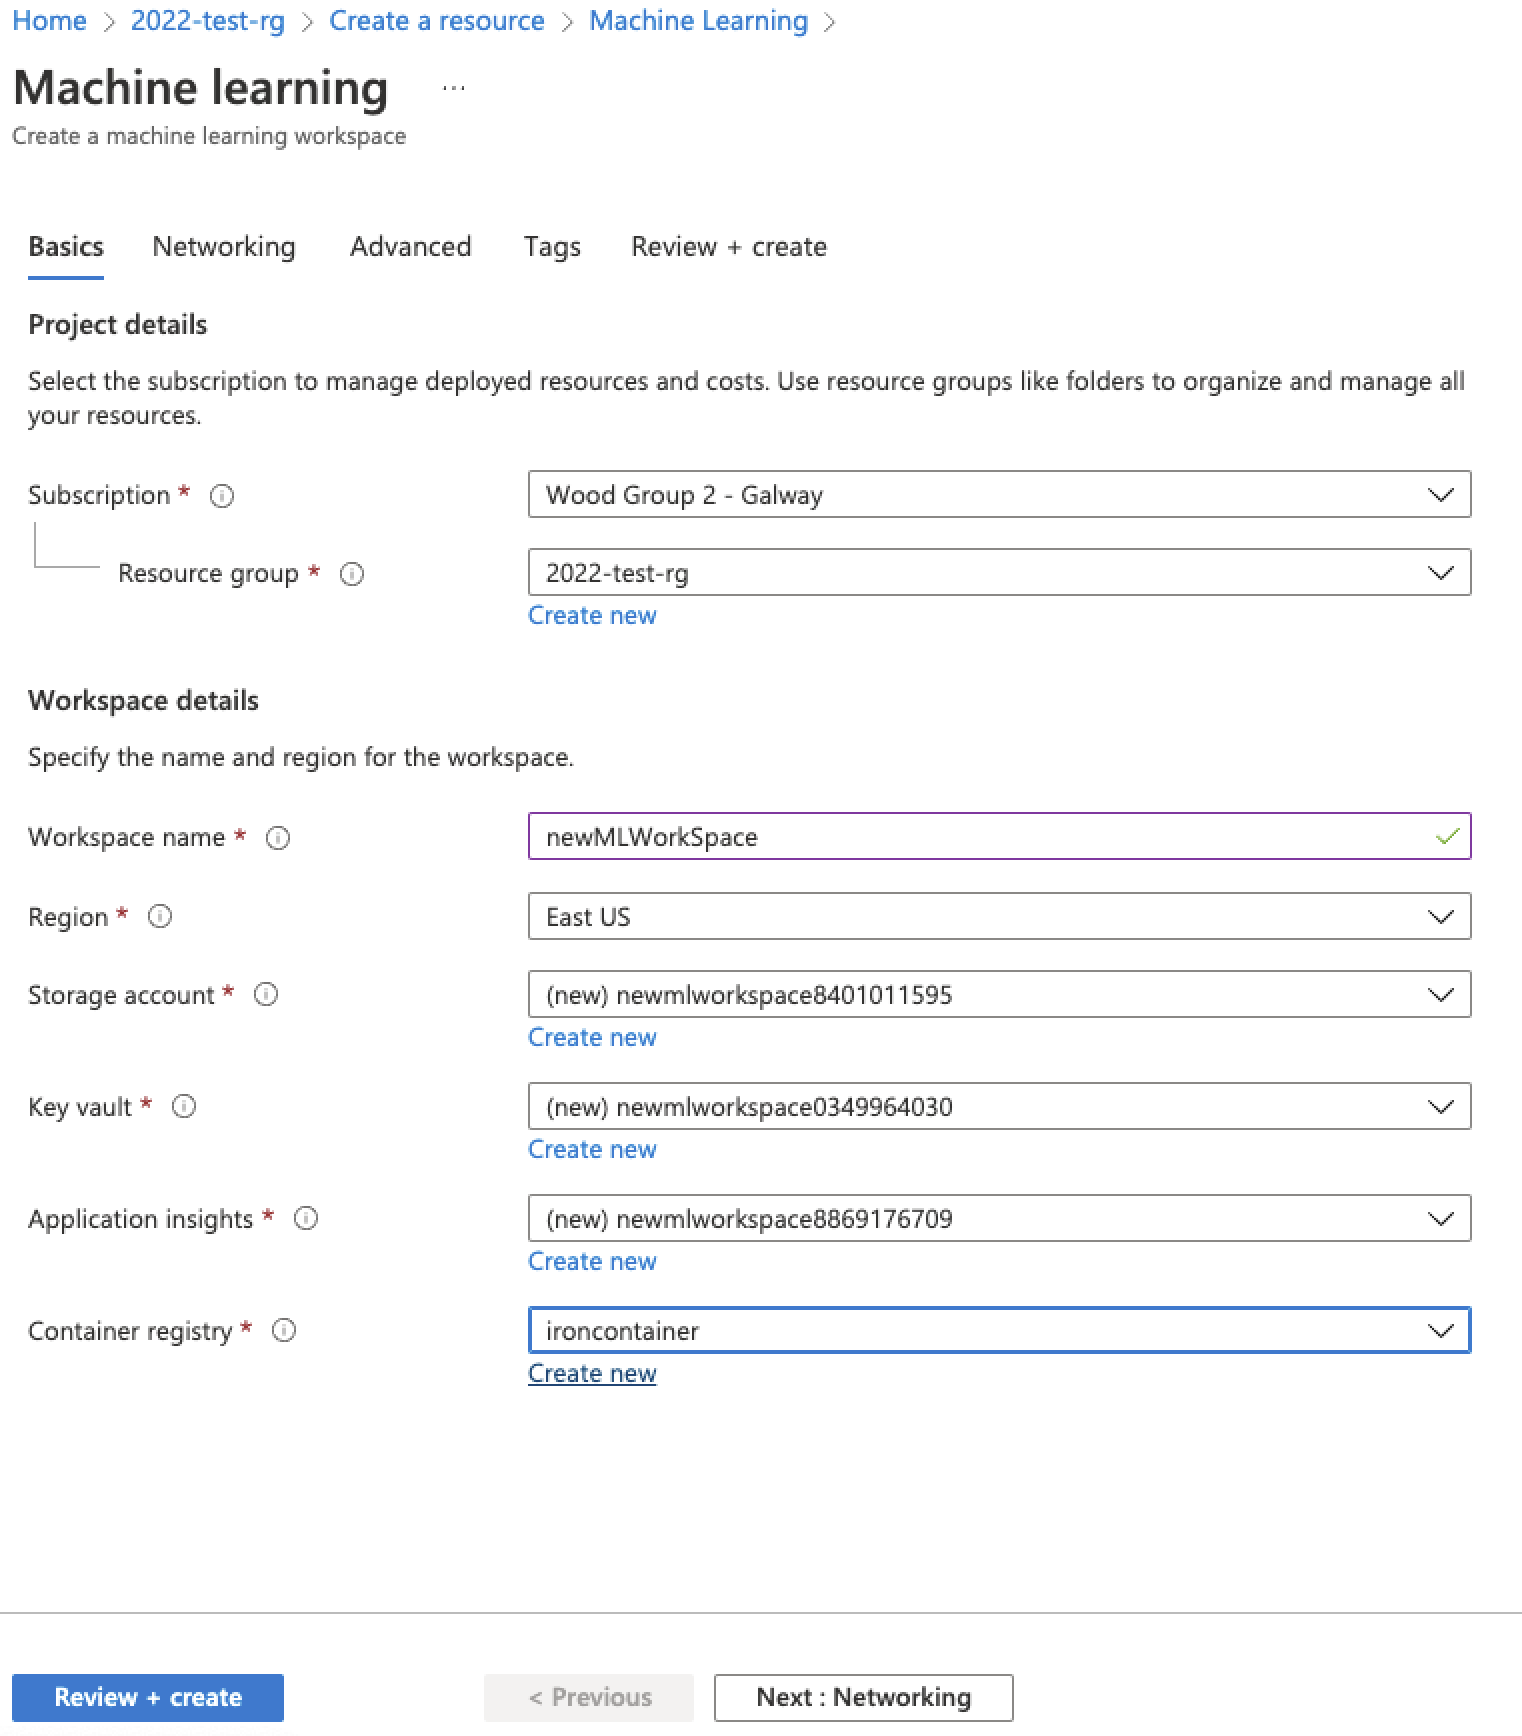 Home > 2022-test-rg > Create a resource > Machine Learning >
Machine learning ...
Create a machine learning workspace
Basics Networking Advanced Tags Review + create
Project details
Select the subscription to manage deployed resources and costs. Use resource groups like folders to organize and manage all
your resources.
Subscription * Wood Group 2 - Galway
Resource group * 2022-test-rg
Create new
Workspace details
Specify the name and region for the workspace.
Workspace name * newMLWorkSpace
Region * East US
Storage account * (new) newmlworkspace8401011595
Create new
Key vault * (new) newmlworkspace0349964030
Create new
Application insights * (new) newmlworkspace8869176709
Create new
Container registry * ironcontainer
Create new
Review + create < Previous Next : Networking